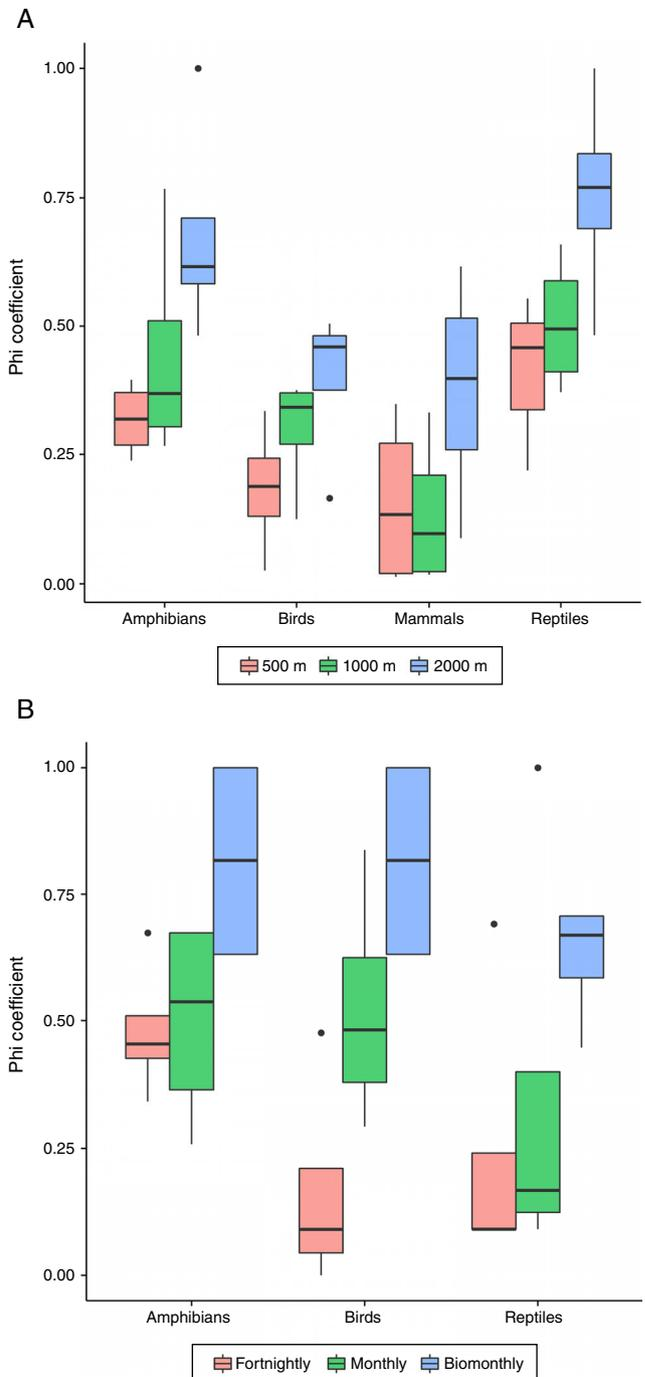 A
1.00
0.75
0.50
0.25
0.00
Phi coefficient
Amphibians Birds Mammals Reptiles
500 m 1000 m 2000 m
B
1.00
0.75
0.50
0.25
0.00
Phi coefficient
Amphibians Birds Reptiles
Fortnightly Monthly Biomonthly